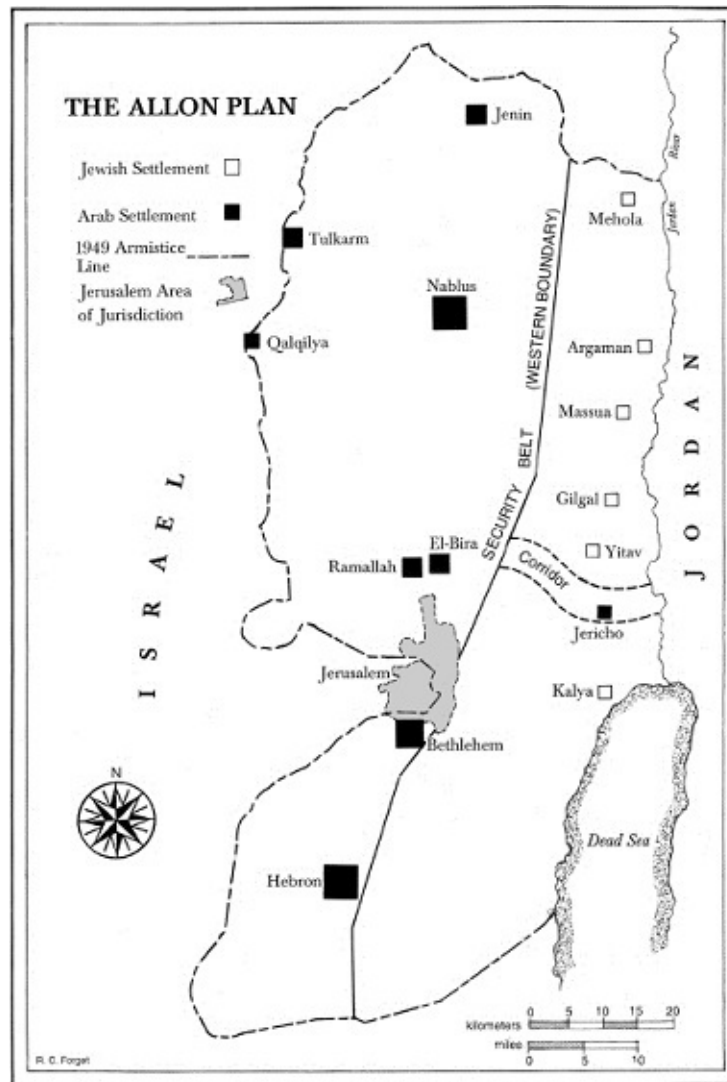 THE ALLON PLAN
Jewish Settlement
Arab Settlement
1949 Armistice
Line
Jerusalem Area
of Jurisdiction
Jenin
Tulkarm
Nablus
Qalqilya
Mehola
River
Jordan
Argaman
Massua
Gilgal
Yitav
SECURITY BELT (WESTERN BOUNDARY)
Corridor
El-Bira
Ramallah
Jericho
Jerusalem
Kalya
Bethlehem
Hebron
Dead Sea
ISRAEL
JORDAN
N
kilometers 0 5 10 15 20
miles 0 5 10
R. C. Forget